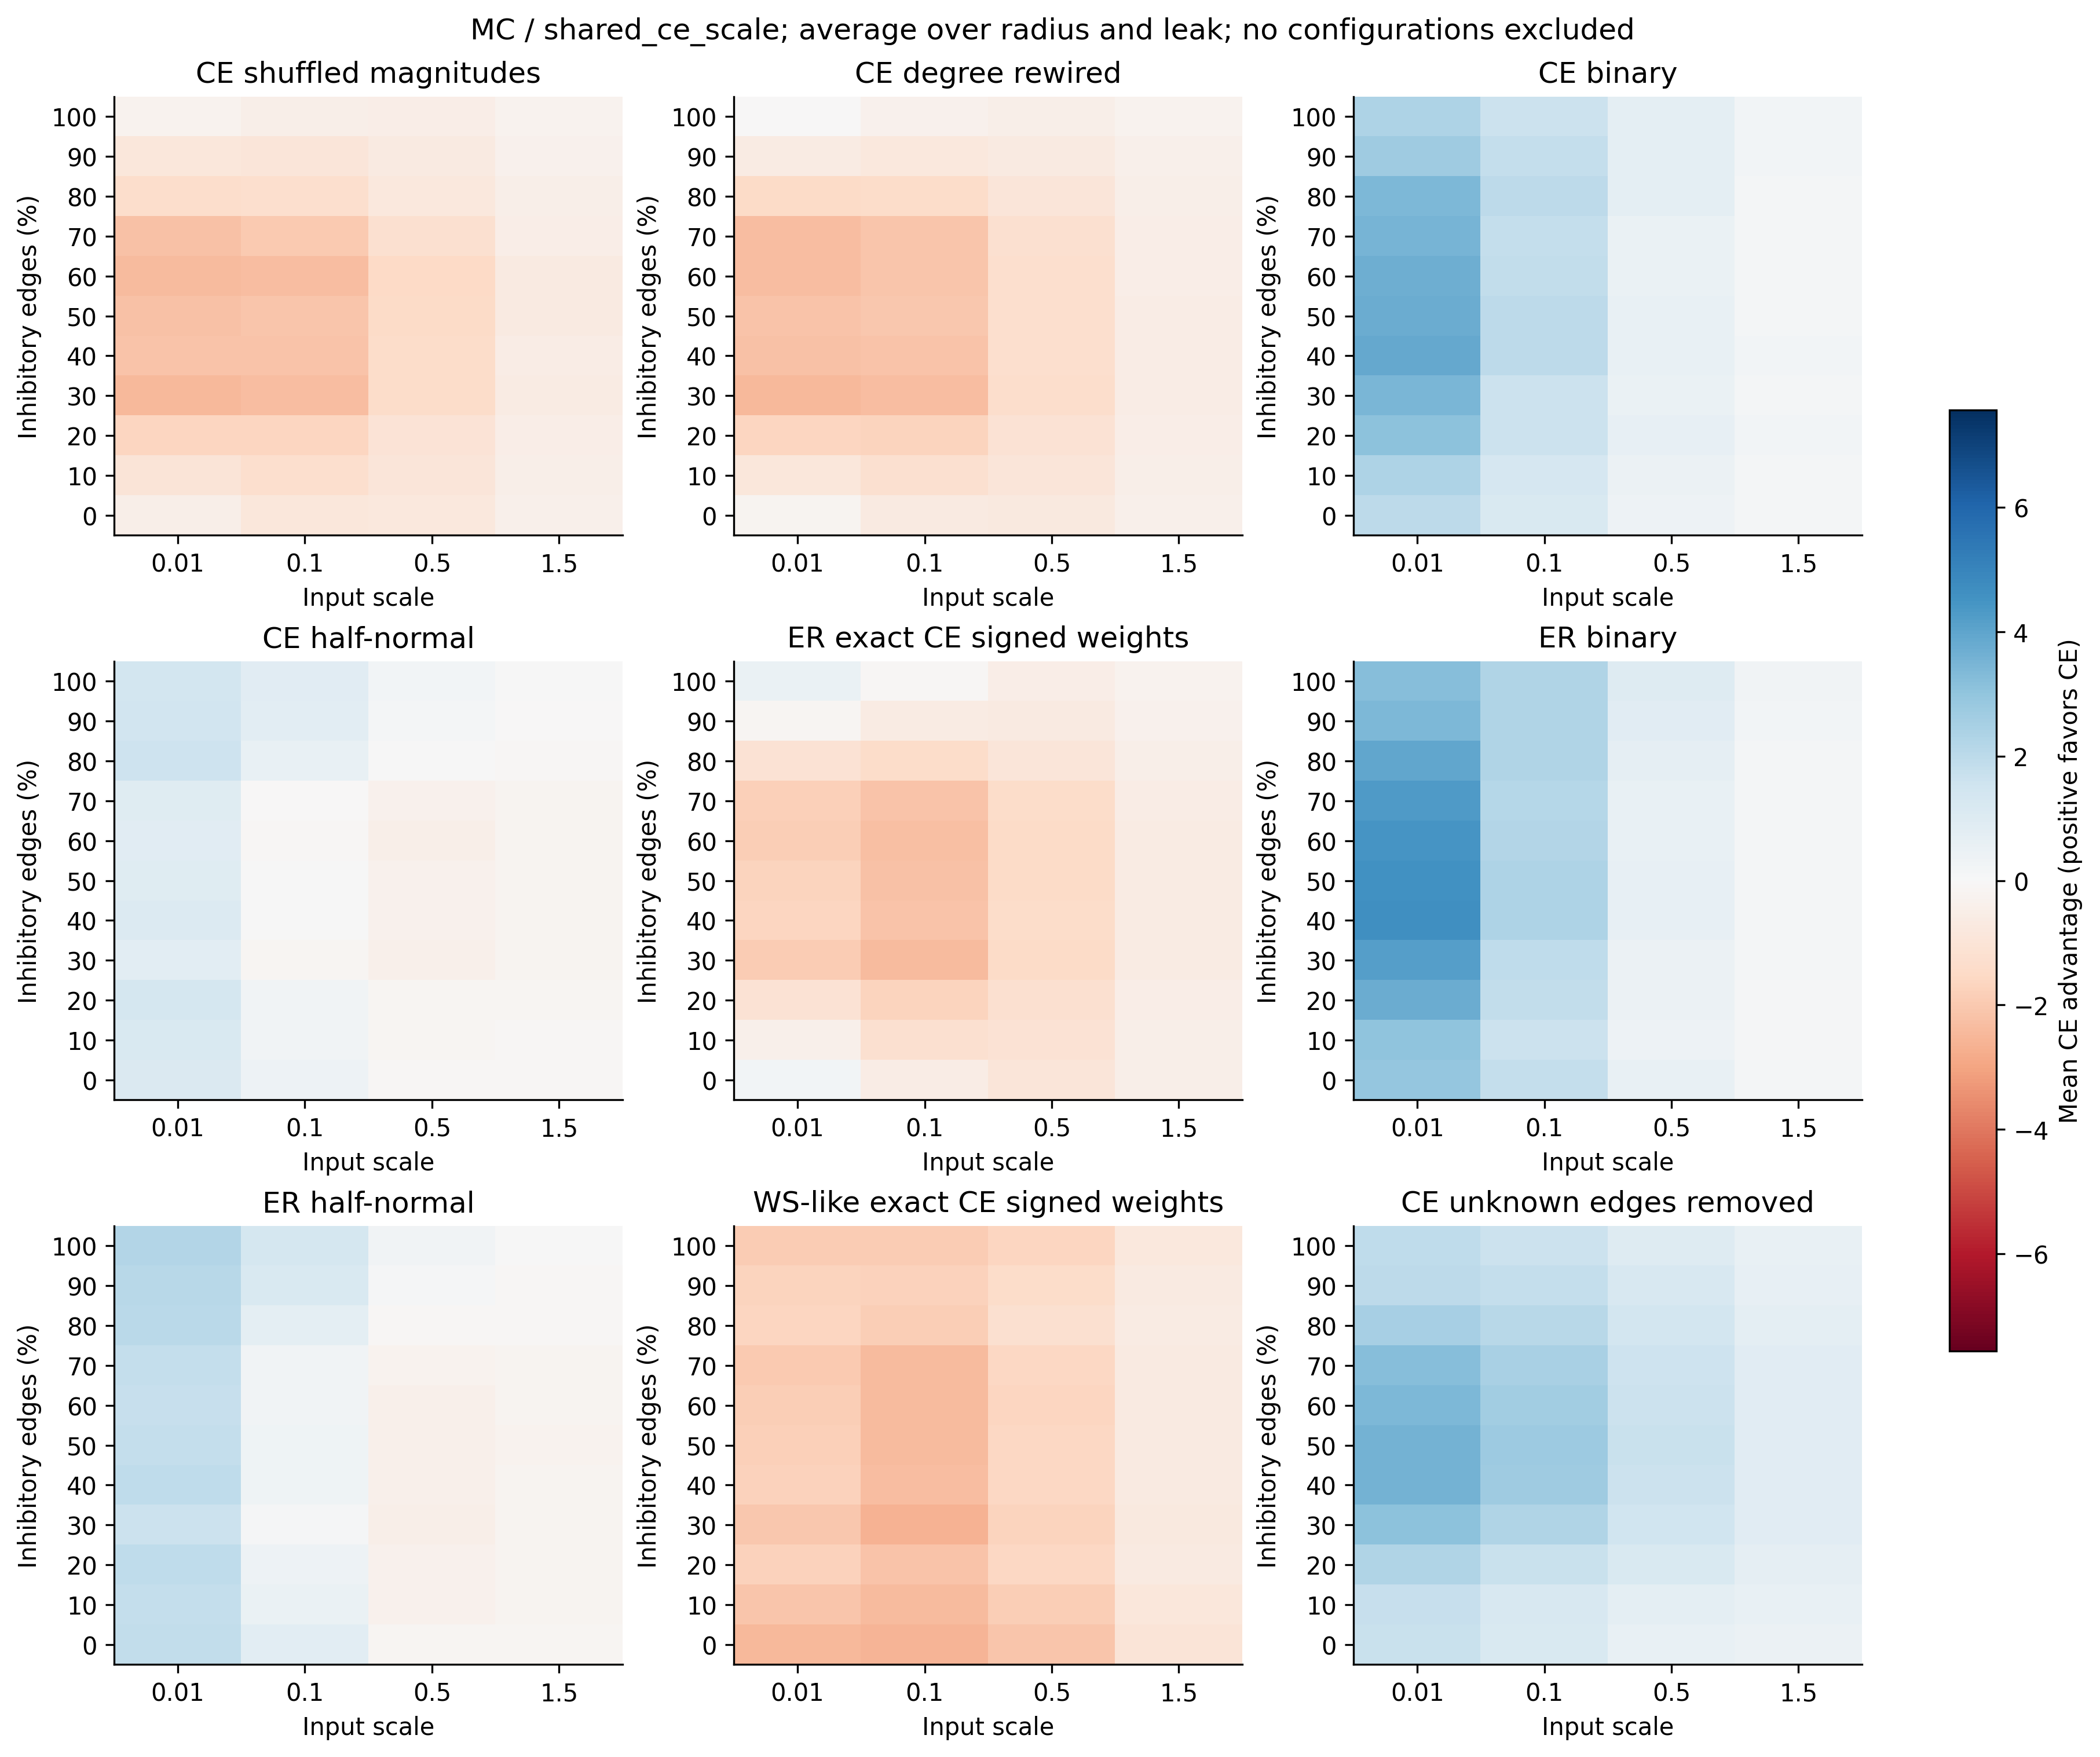 MC / shared_ce_scale; average over radius and leak; no configurations excluded
CE shuffled magnitudes
Inhibitory edges (%)
100
90
80
70
60
50
40
30
20
10
0
0.01 0.1 0.5 1.5
Input scale
CE degree rewired
Inhibitory edges (%)
100
90
80
70
60
50
40
30
20
10
0
0.01 0.1 0.5 1.5
Input scale
CE binary
Inhibitory edges (%)
100
90
80
70
60
50
40
30
20
10
0
0.01 0.1 0.5 1.5
Input scale
CE half-normal
Inhibitory edges (%)
100
90
80
70
60
50
40
30
20
10
0
0.01 0.1 0.5 1.5
Input scale
ER exact CE signed weights
Inhibitory edges (%)
100
90
80
70
60
50
40
30
20
10
0
0.01 0.1 0.5 1.5
Input scale
ER binary
Inhibitory edges (%)
100
90
80
70
60
50
40
30
20
10
0
0.01 0.1 0.5 1.5
Input scale
ER half-normal
Inhibitory edges (%)
100
90
80
70
60
50
40
30
20
10
0
0.01 0.1 0.5 1.5
Input scale
WS-like exact CE signed weights
Inhibitory edges (%)
100
90
80
70
60
50
40
30
20
10
0
0.01 0.1 0.5 1.5
Input scale
CE unknown edges removed
Inhibitory edges (%)
100
90
80
70
60
50
40
30
20
10
0
0.01 0.1 0.5 1.5
Input scale
6
4
2
0
−2
−4
−6
Mean CE advantage (positive favors CE)